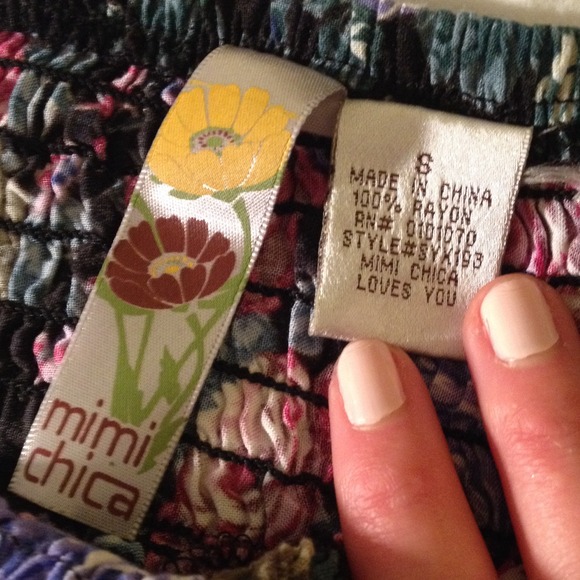 mimi
chica
S
MADE IN CHINA
100% RAYON
RN#. 0101070
STYLE#SYX193
MIMI CHICA
LOVES YOU